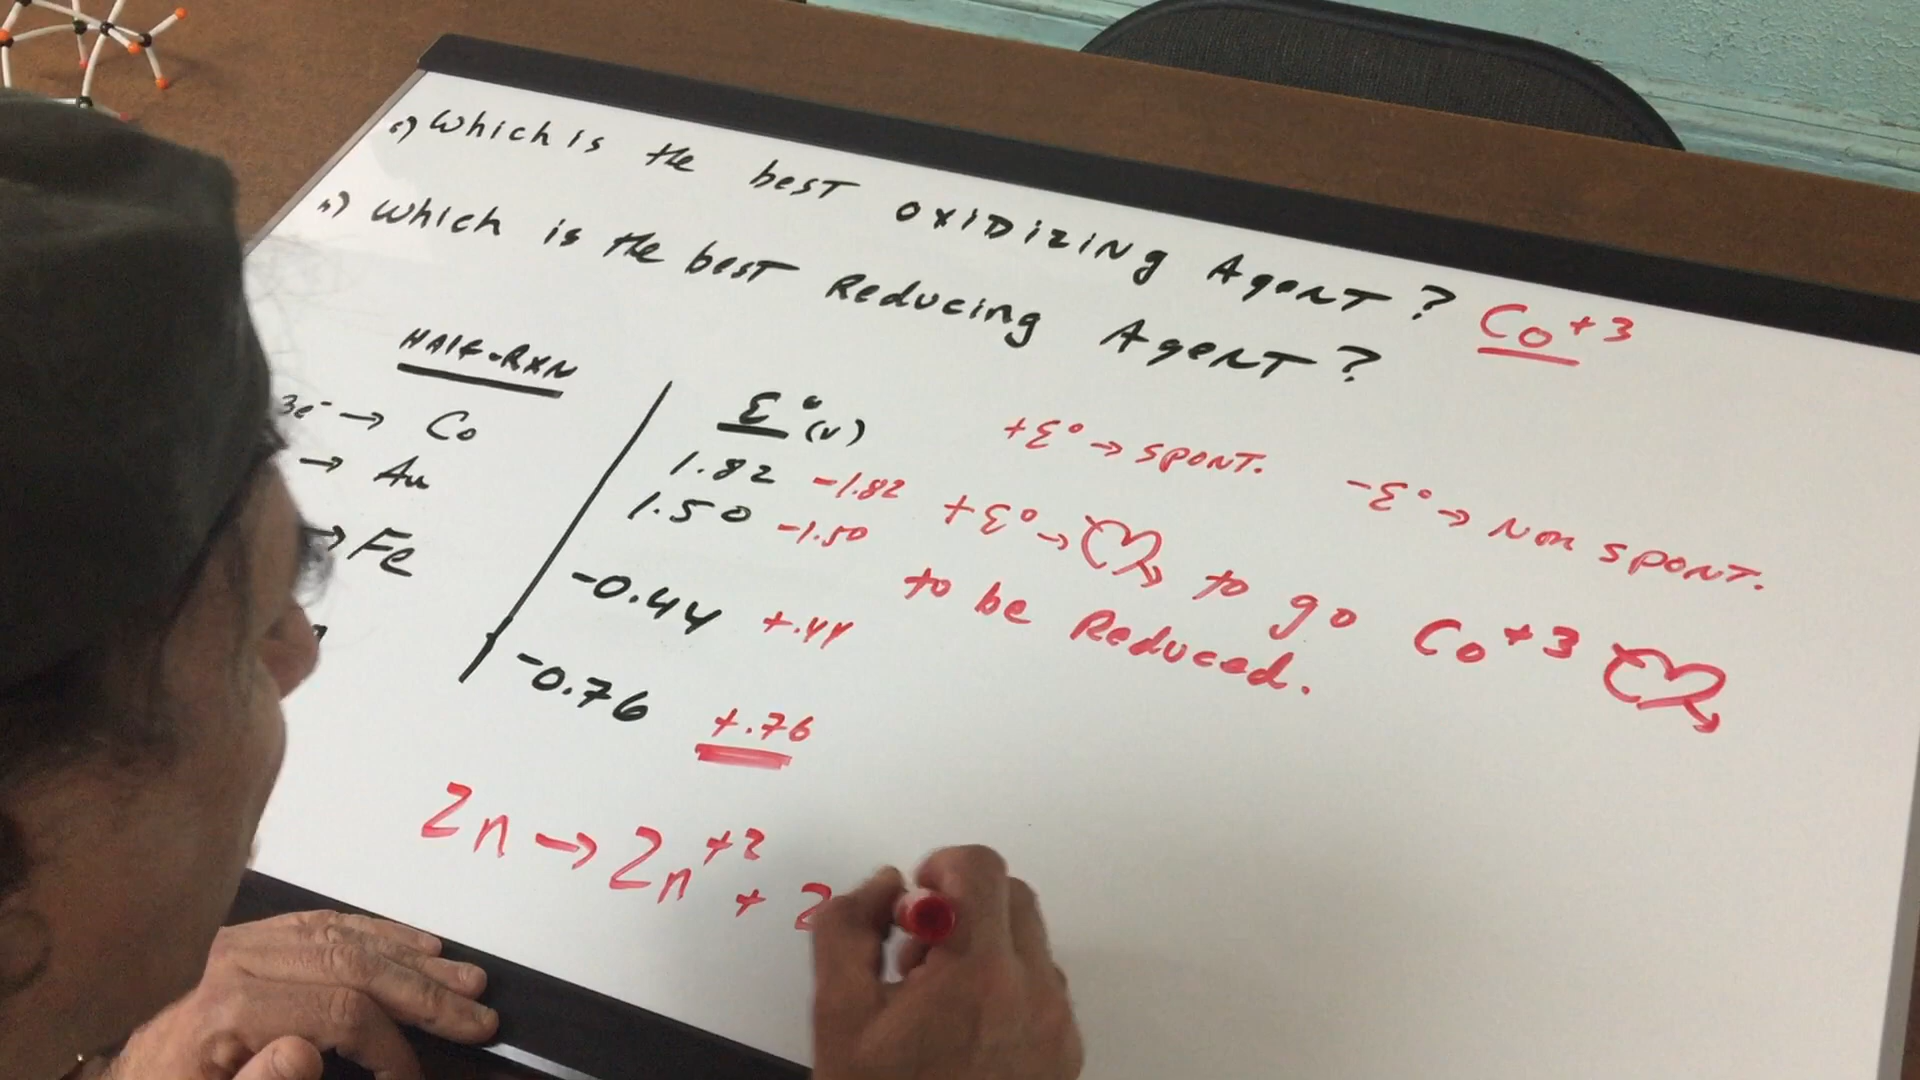 Which is the best oxidizing Agent? Co+3
Which is the best Reducing Agent?
HALF-RXN
ε°(v)
+ε° → spont.
-ε° → Non spont.
3e- → Co
1.82 -1.82
→ Au
1.50 -1.50
→ Fe
-0.44 +.44
-0.76 +.76
+ε° → ♡ to go
to be Reduced.
Co+3 ♡
Zn → Zn+2 + 2